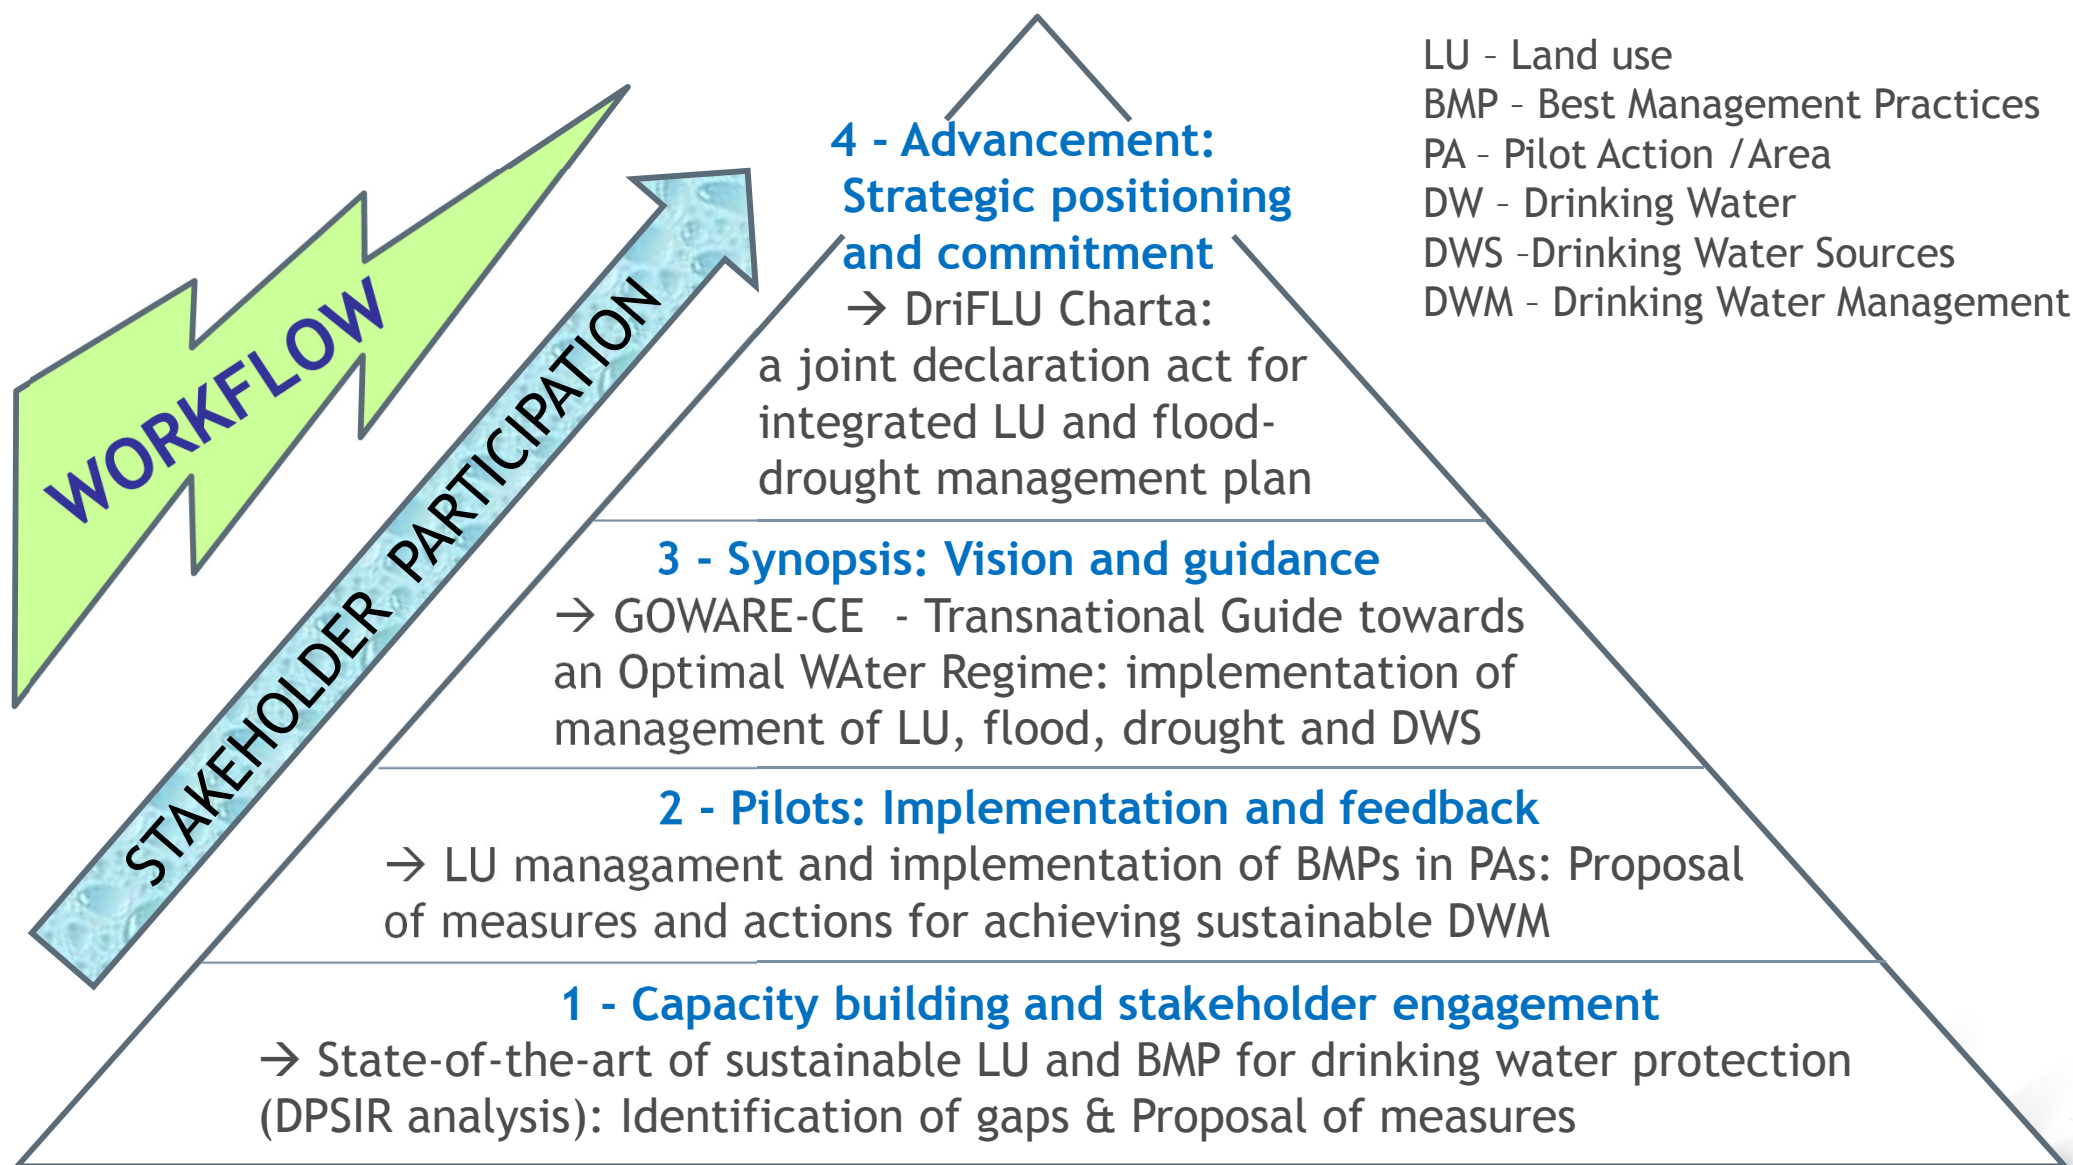 WORKFLOW
STAKEHOLDER PARTICIPATION
4 - Advancement:
Strategic positioning
and commitment
→ DriFLU Charta:
a joint declaration act for
integrated LU and flood-
drought management plan
3 - Synopsis: Vision and guidance
→ GOWARE-CE - Transnational Guide towards
an Optimal WAter Regime: implementation of
management of LU, flood, drought and DWS
2 - Pilots: Implementation and feedback
→ LU managament and implementation of BMPs in PAs: Proposal
of measures and actions for achieving sustainable DWM
1 - Capacity building and stakeholder engagement
→ State-of-the-art of sustainable LU and BMP for drinking water protection
(DPSIR analysis): Identification of gaps & Proposal of measures
LU – Land use
BMP – Best Management Practices
PA – Pilot Action /Area
DW – Drinking Water
DWS –Drinking Water Sources
DWM – Drinking Water Management